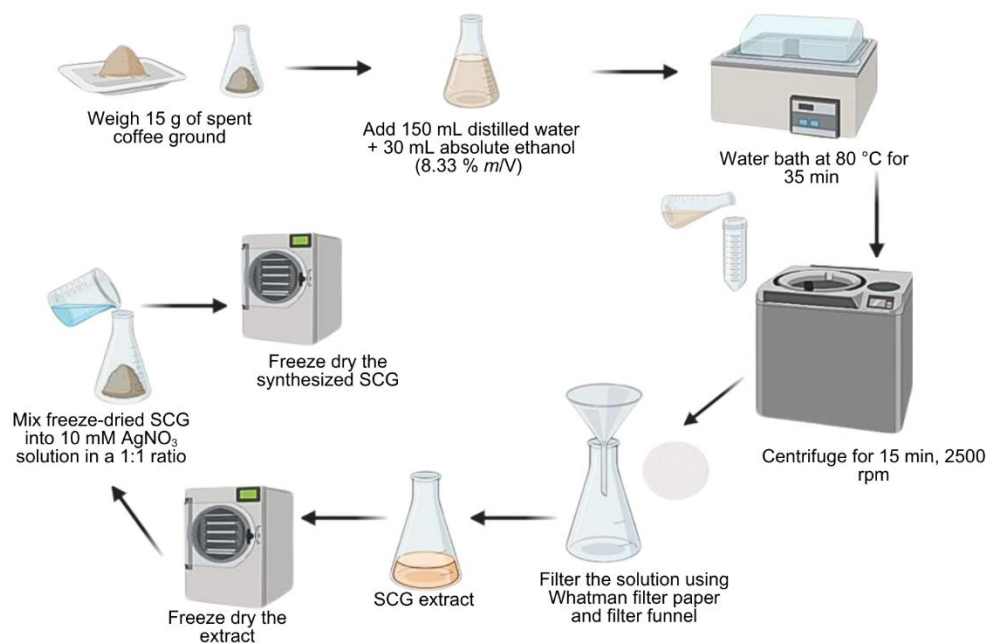 Weigh 15 g of spent
coffee ground
Add 150 mL distilled water
+ 30 mL absolute ethanol
(8.33 % m/V)
Water bath at 80 °C for
35 min
Centrifuge for 15 min, 2500
rpm
Filter the solution using
Whatman filter paper
and filter funnel
SCG extract
Freeze dry the
extract
Mix freeze-dried SCG
into 10 mM AgNO₃
solution in a 1:1 ratio
Freeze dry the
synthesized SCG